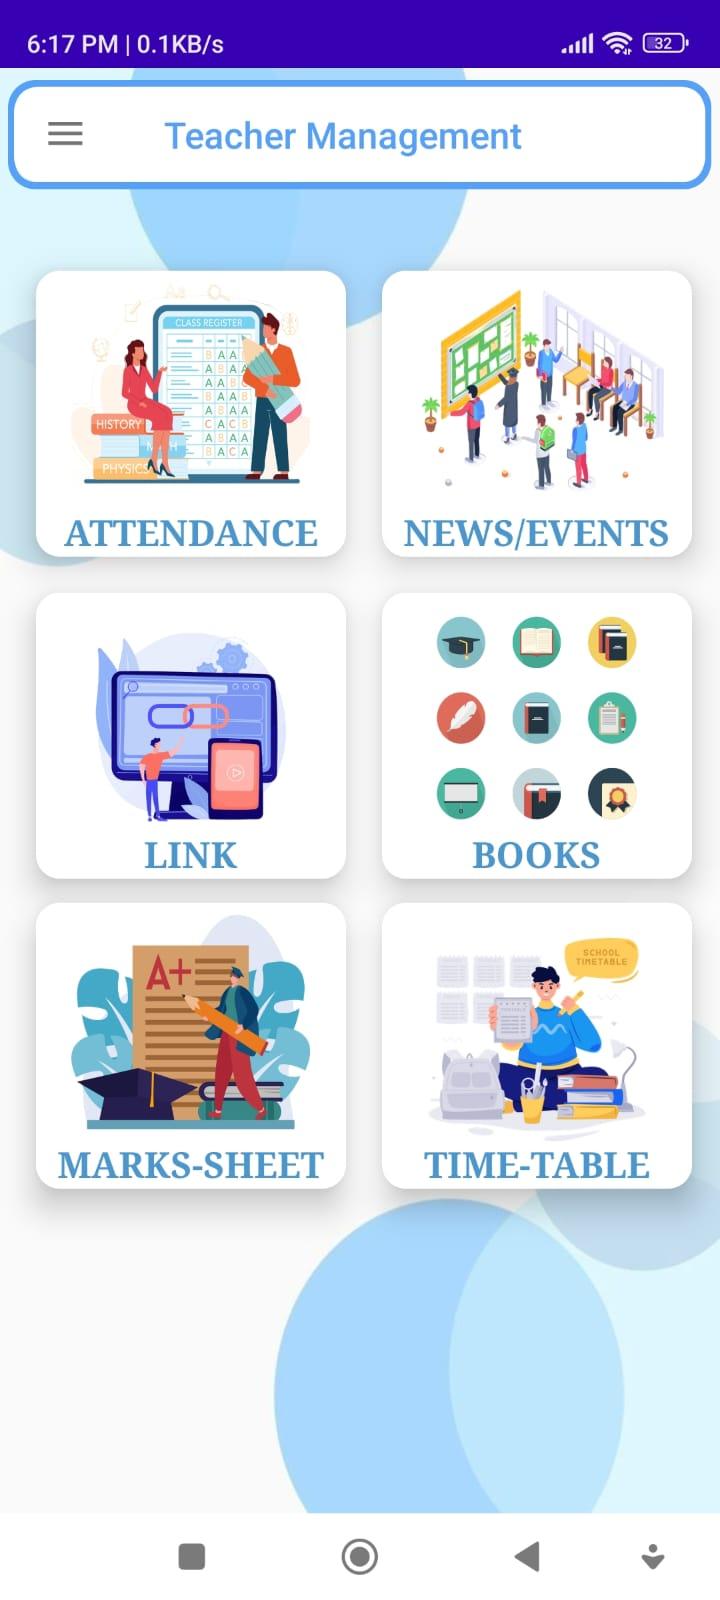 6:17 PM | 0.1KB/s
32
Teacher Management
CLASS REGISTER
B A A
A B A A
A A B
B A A B
A B A A
C A C B
A B A A
B A C A
HISTORY
PHYSICS
ATTENDANCE
NEWS/EVENTS
LINK
BOOKS
A+
SCHOOL
TIMETABLE
MARKS-SHEET
TIME-TABLE